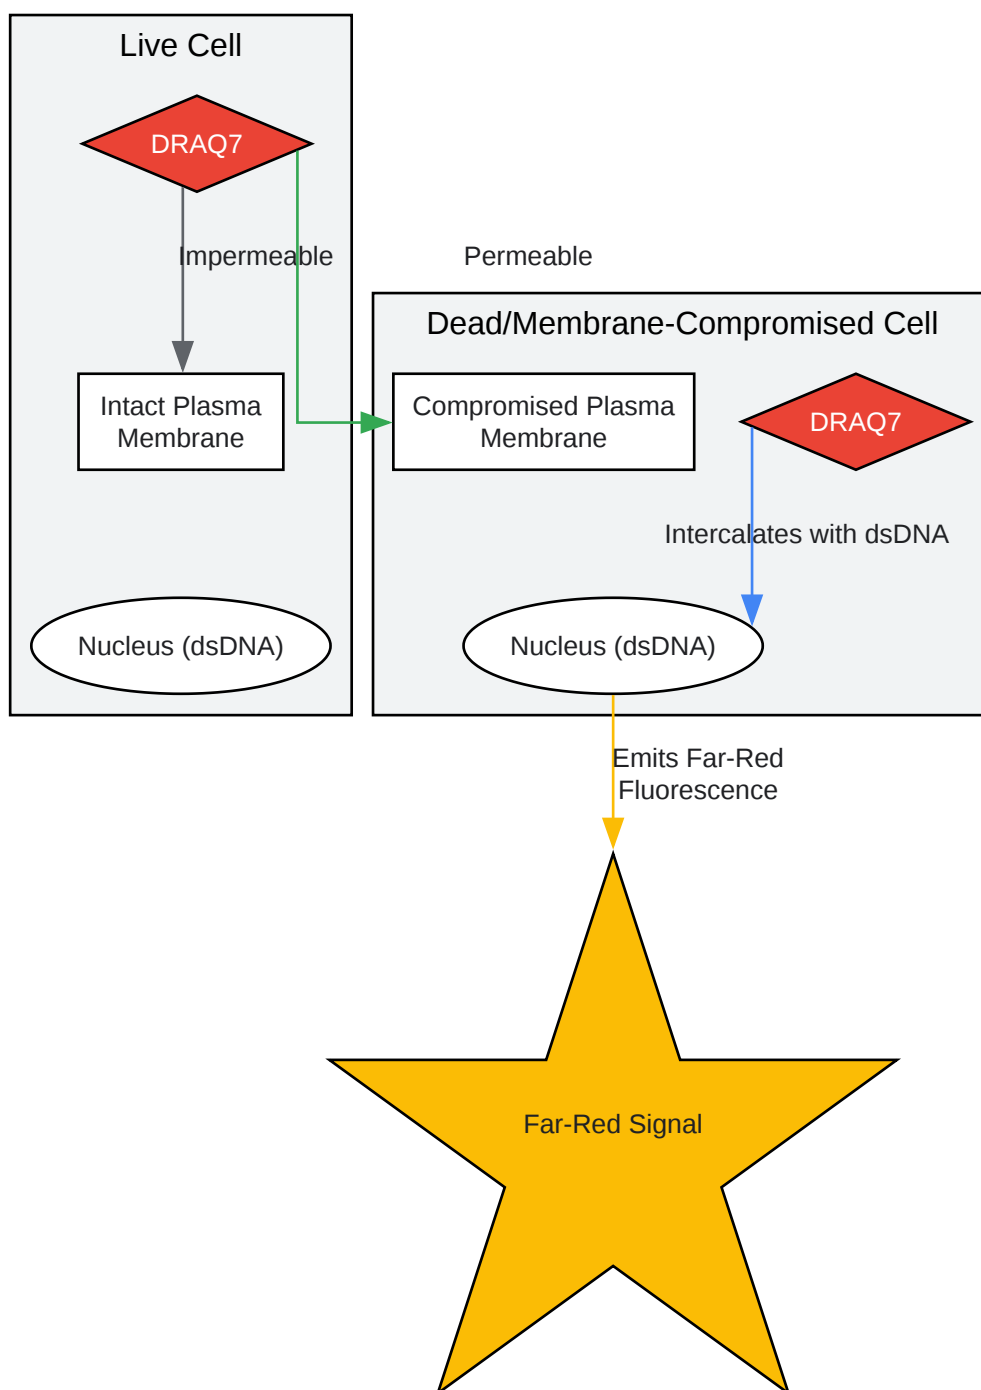 Live Cell
DRAQ7
Impermeable
Permeable
Intact Plasma
Membrane
Nucleus (dsDNA)
Dead/Membrane-Compromised Cell
Compromised Plasma
Membrane
DRAQ7
Intercalates with dsDNA
Nucleus (dsDNA)
Emits Far-Red
Fluorescence
Far-Red Signal